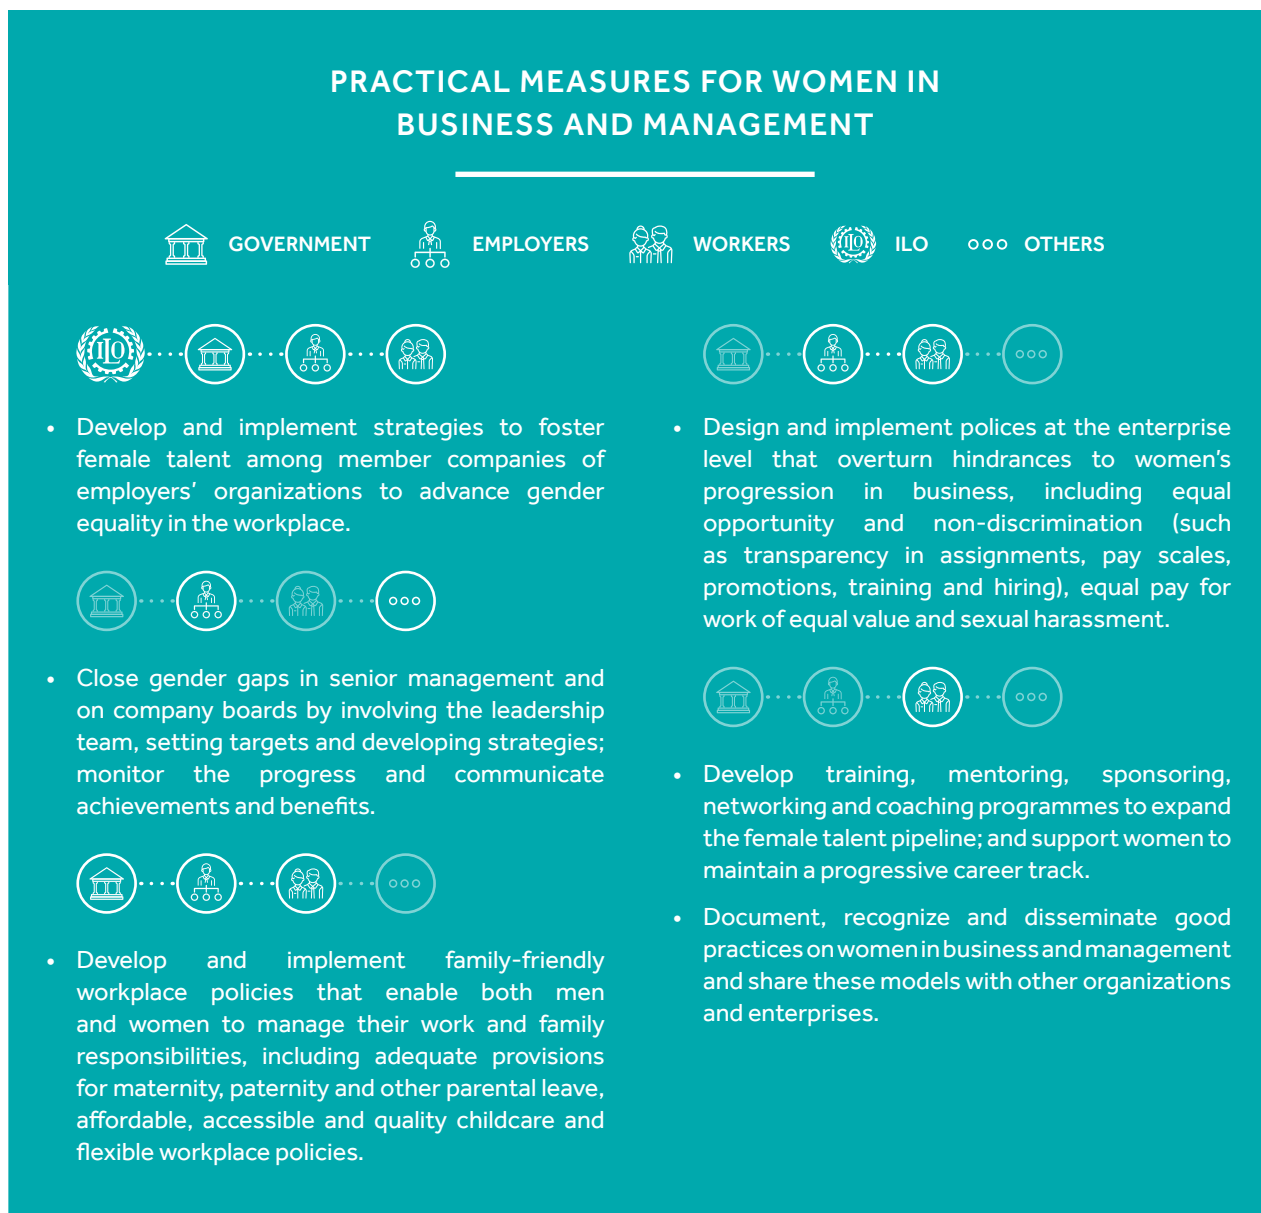 PRACTICAL MEASURES FOR WOMEN IN
BUSINESS AND MANAGEMENT
GOVERNMENT
EMPLOYERS
WORKERS
ILO
ILO
OTHERS
ILO
• Develop and implement strategies to foster
female talent among member companies of
employers’ organizations to advance gender
equality in the workplace.
• Close gender gaps in senior management and
on company boards by involving the leadership
team, setting targets and developing strategies;
monitor the progress and communicate
achievements and benefits.
• Develop and implement family-friendly
workplace policies that enable both men
and women to manage their work and family
responsibilities, including adequate provisions
for maternity, paternity and other parental leave,
affordable, accessible and quality childcare and
flexible workplace policies.
• Design and implement polices at the enterprise
level that overturn hindrances to women’s
progression in business, including equal
opportunity and non-discrimination (such
as transparency in assignments, pay scales,
promotions, training and hiring), equal pay for
work of equal value and sexual harassment.
• Develop training, mentoring, sponsoring,
networking and coaching programmes to expand
the female talent pipeline; and support women to
maintain a progressive career track.
• Document, recognize and disseminate good
practices on women in business and management
and share these models with other organizations
and enterprises.